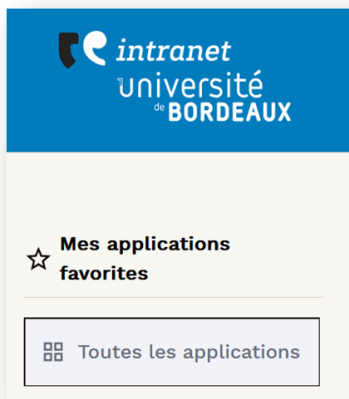 intranet
université
de BORDEAUX
Mes applications
favorites
Toutes les applications